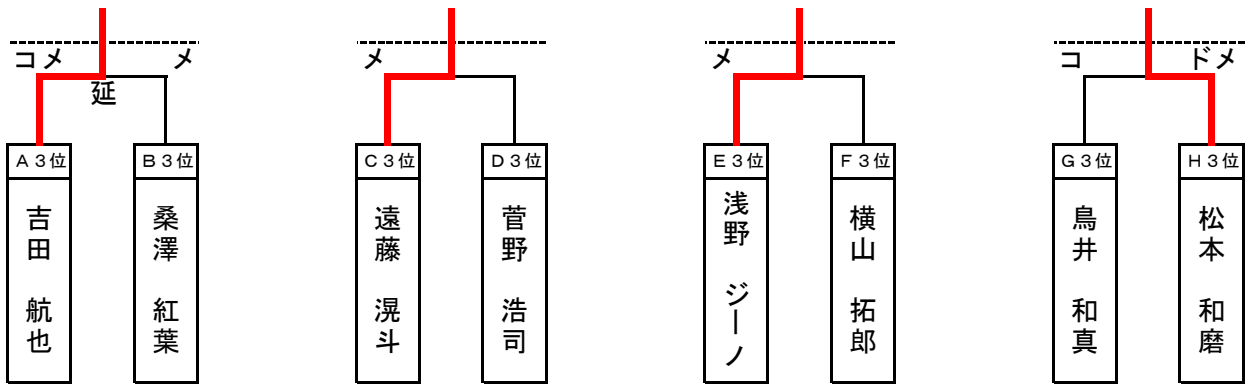 コメ メ メ メ コ ドメ
延
A3位 B3位 C3位 D3位 E3位 F3位 G3位 H3位
吉田 航也
桑澤 紅葉
遠藤 滉斗
菅野 浩司
浅野 ジーノ
横山 拓郎
鳥井 和真
松本 和磨